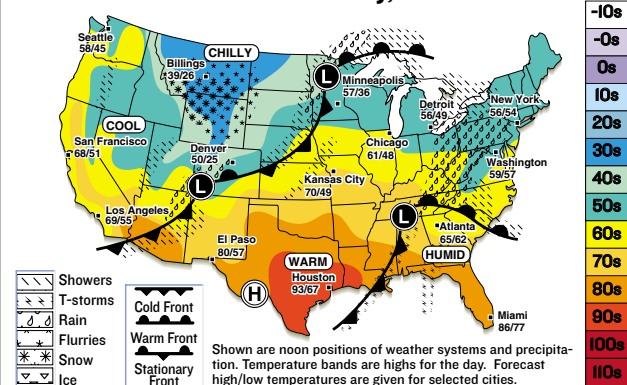 Seattle
58/45
CHILLY
Billings
39/26
L
Minneapolis
57/36
Detroit
56/49
New York
56/54
COOL
San Francisco
68/51
Denver
50/25
Chicago
61/48
Washington
59/57
L
Kansas City
70/49
Los Angeles
69/55
L
Atlanta
65/62
El Paso
80/57
WARM
HUMID
Houston
93/67
H
Miami
86/77
Showers
T-storms
Rain
Flurries
Snow
Ice
Cold Front
Warm Front
Stationary
Front
Shown are noon positions of weather systems and precipita-
tion. Temperature bands are highs for the day. Forecast
high/low temperatures are given for selected cities.
-10s
-0s
0s
10s
20s
30s
40s
50s
60s
70s
80s
90s
100s
110s